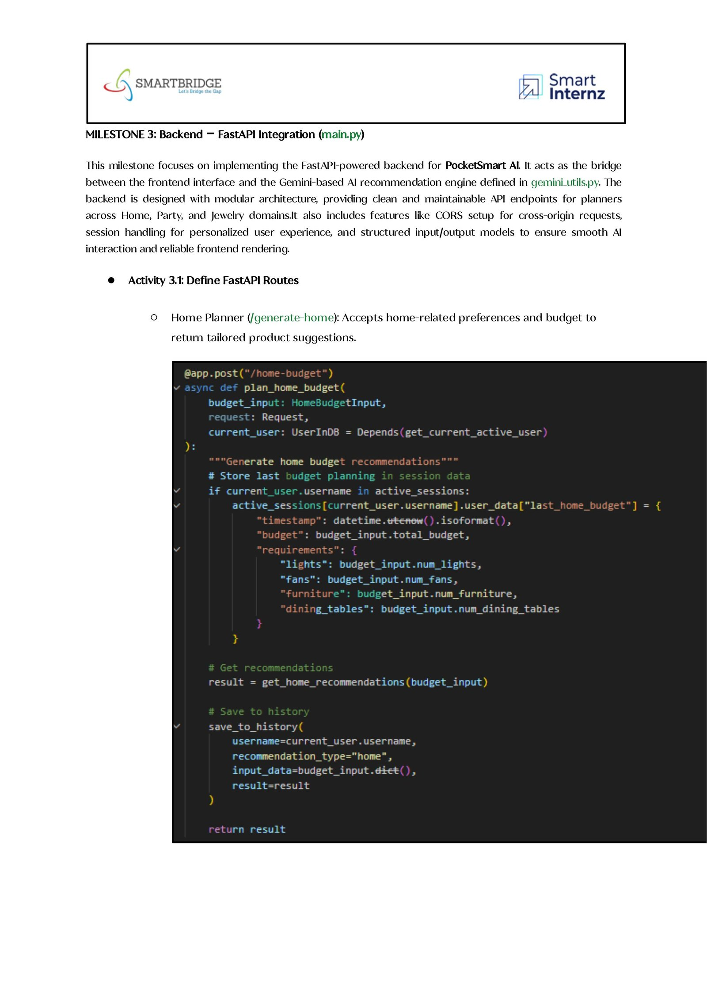 SMARTBRIDGE
Let's Bridge the Gap
Smart
Internz
MILESTONE 3: Backend – FastAPI Integration (main.py)
This milestone focuses on implementing the FastAPI-powered backend for PocketSmart AI. It acts as the bridge
between the frontend interface and the Gemini-based AI recommendation engine defined in gemini_utils.py. The
backend is designed with modular architecture, providing clean and maintainable API endpoints for planners
across Home, Party, and Jewelry domains.It also includes features like CORS setup for cross-origin requests,
session handling for personalized user experience, and structured input/output models to ensure smooth AI
interaction and reliable frontend rendering.
● Activity 3.1: Define FastAPI Routes
○ Home Planner (/generate-home): Accepts home-related preferences and budget to
return tailored product suggestions.
@app.post("/home-budget")
async def plan_home_budget(
    budget_input: HomeBudgetInput,
    request: Request,
    current_user: UserInDB = Depends(get_current_active_user)
):
    """Generate home budget recommendations"""
    # Store last budget planning in session data
    if current_user.username in active_sessions:
        active_sessions[current_user.username].user_data["last_home_budget"] = {
            "timestamp": datetime.utcnow().isoformat(),
            "budget": budget_input.total_budget,
            "requirements": {
                "lights": budget_input.num_lights,
                "fans": budget_input.num_fans,
                "furniture": budget_input.num_furniture,
                "dining_tables": budget_input.num_dining_tables
            }
        }
    # Get recommendations
    result = get_home_recommendations(budget_input)
    # Save to history
    save_to_history(
        username=current_user.username,
        recommendation_type="home",
        input_data=budget_input.dict(),
        result=result
    )
    return result